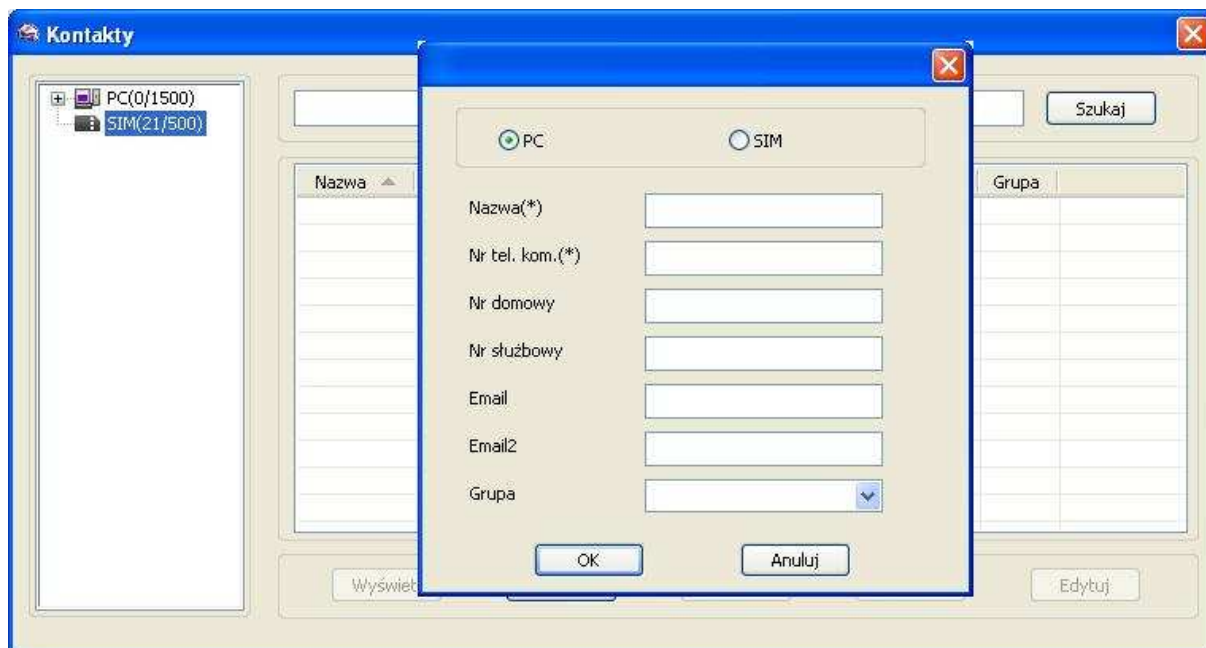 Kontakty
PC(0/1500)
SIM(21/500)
Szukaj
Nazwa
Grupa
PC
SIM
Nazwa(*)
Nr tel. kom.(*)
Nr domowy
Nr służbowy
Email
Email2
Grupa
OK
Anuluj
Edytuj